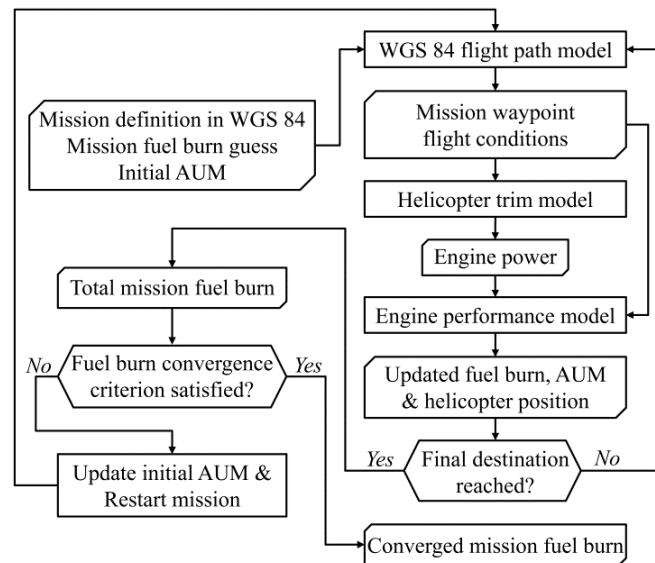 WGS 84 flight path model
Mission definition in WGS 84
Mission fuel burn guess
Initial AUM
Mission waypoint
flight conditions
Helicopter trim model
Engine power
Total mission fuel burn
Engine performance model
No
Fuel burn convergence
criterion satisfied?
Yes
Updated fuel burn, AUM
& helicopter position
Update initial AUM &
Restart mission
Yes
Final destination
reached?
No
Converged mission fuel burn